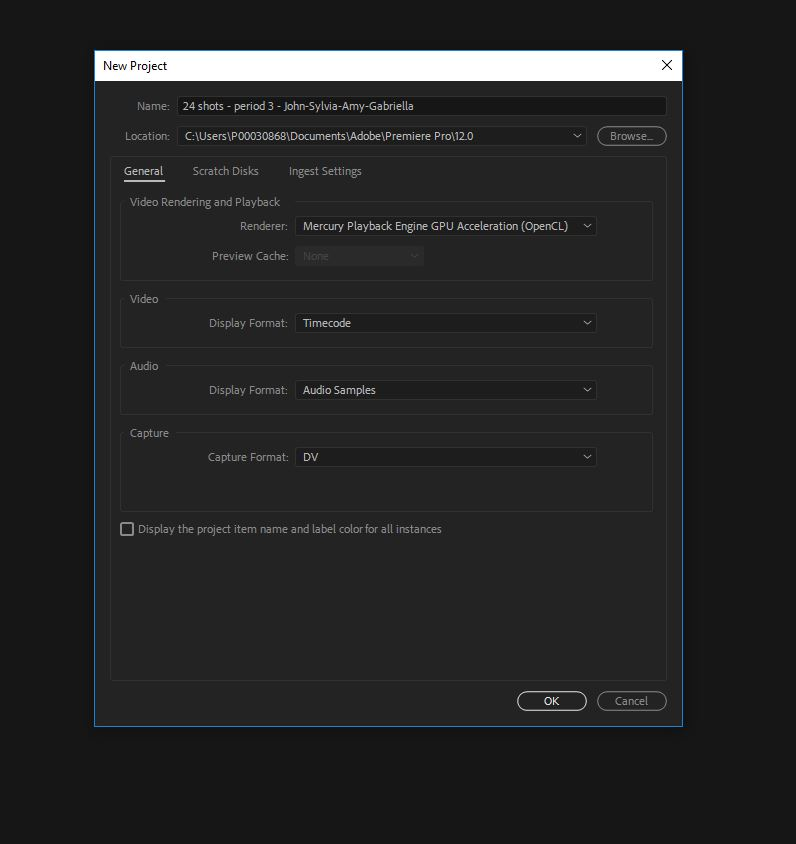 New Project
Name: 24 shots - period 3 - John-Sylvia-Amy-Gabriella
Location: C:\Users\P00030868\Documents\Adobe\Premiere Pro\12.0 Browse...
General Scratch Disks Ingest Settings
Video Rendering and Playback
Renderer: Mercury Playback Engine GPU Acceleration (OpenCL)
Preview Cache: None
Video
Display Format: Timecode
Audio
Display Format: Audio Samples
Capture
Capture Format: DV
Display the project item name and label color for all instances
OK Cancel